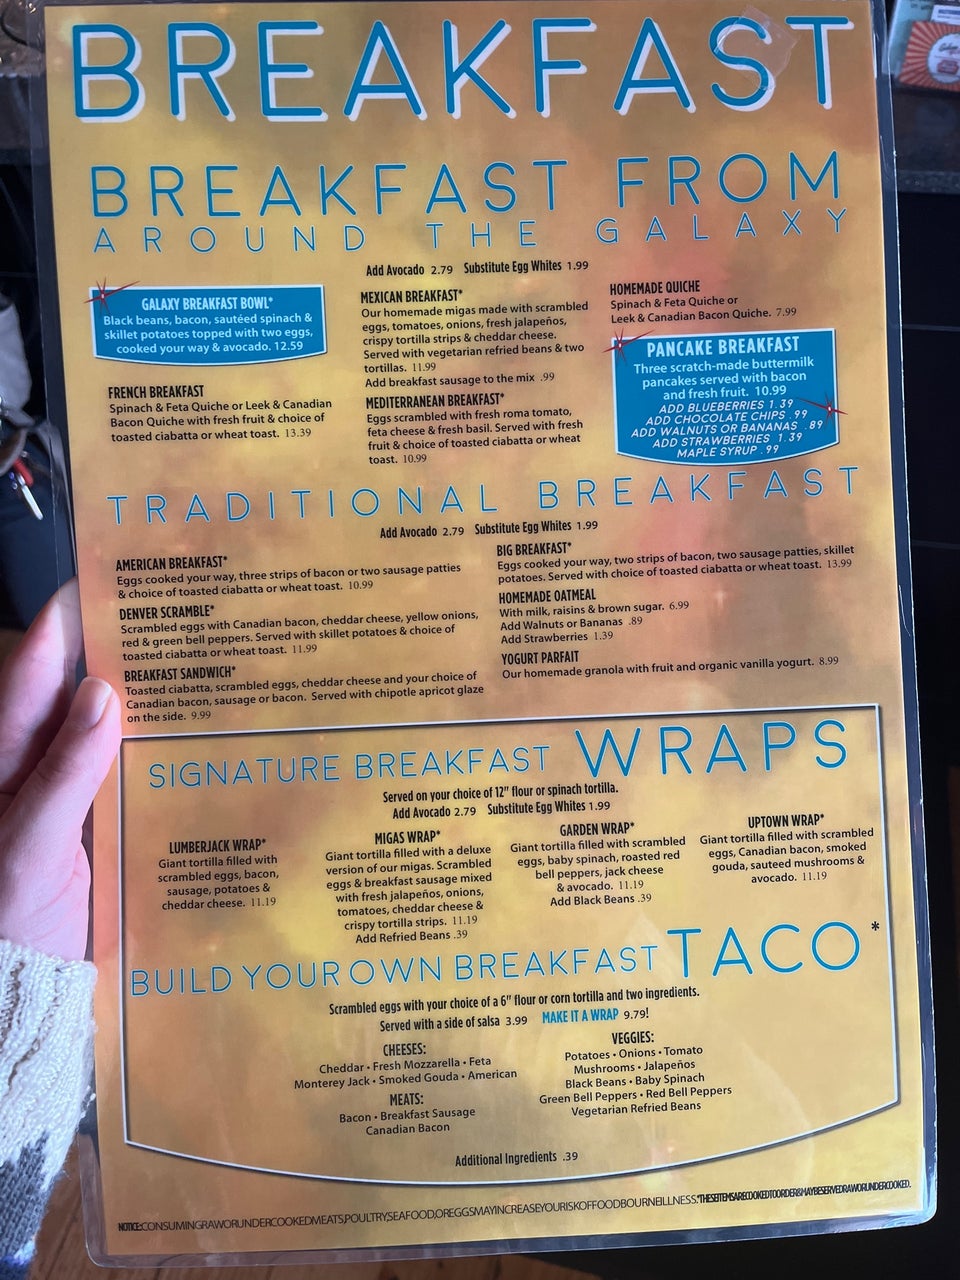 BREAKFAST
BREAKFAST FROM
AROUND THE GALAXY
Add Avocado 2.79 Substitute Egg Whites 1.99
GALAXY BREAKFAST BOWL*
Black beans, bacon, sautéed spinach &
skillet potatoes topped with two eggs,
cooked your way & avocado. 12.59
FRENCH BREAKFAST
Spinach & Feta Quiche or Leek & Canadian
Bacon Quiche with fresh fruit & choice of
toasted ciabatta or wheat toast. 13.39
MEXICAN BREAKFAST*
Our homemade migas made with scrambled
eggs, tomatoes, onions, fresh jalapeños,
crispy tortilla strips & cheddar cheese.
Served with vegetarian refried beans & two
tortillas. 11.99
Add breakfast sausage to the mix .99
MEDITERRANEAN BREAKFAST*
Eggs scrambled with fresh roma tomato,
feta cheese & fresh basil. Served with fresh
fruit & choice of toasted ciabatta or wheat
toast. 10.99
HOMEMADE QUICHE
Spinach & Feta Quiche or
Leek & Canadian Bacon Quiche. 7.99
PANCAKE BREAKFAST
Three scratch-made buttermilk
pancakes served with bacon
and fresh fruit. 10.99
ADD BLUEBERRIES 1.39
ADD CHOCOLATE CHIPS .99
ADD WALNUTS OR BANANAS .89
ADD STRAWBERRIES 1.39
MAPLE SYRUP .99
TRADITIONAL BREAKFAST
Add Avocado 2.79 Substitute Egg Whites 1.99
AMERICAN BREAKFAST*
Eggs cooked your way, three strips of bacon or two sausage patties
& choice of toasted ciabatta or wheat toast. 10.99
DENVER SCRAMBLE*
Scrambled eggs with Canadian bacon, cheddar cheese, yellow onions,
red & green bell peppers. Served with skillet potatoes & choice of
toasted ciabatta or wheat toast. 11.99
BREAKFAST SANDWICH*
Toasted ciabatta, scrambled eggs, cheddar cheese and your choice of
Canadian bacon, sausage or bacon. Served with chipotle apricot glaze
on the side. 9.99
BIG BREAKFAST*
Eggs cooked your way, two strips of bacon, two sausage patties, skillet
potatoes. Served with choice of toasted ciabatta or wheat toast. 13.99
HOMEMADE OATMEAL
With milk, raisins & brown sugar. 6.99
Add Walnuts or Bananas .89
Add Strawberries 1.39
YOGURT PARFAIT
Our homemade granola with fruit and organic vanilla yogurt. 8.99
SIGNATURE BREAKFAST WRAPS
Served on your choice of 12" flour or spinach tortilla.
Add Avocado 2.79 Substitute Egg Whites 1.99
LUMBERJACK WRAP*
Giant tortilla filled with
scrambled eggs, bacon,
sausage, potatoes &
cheddar cheese. 11.19
MIGAS WRAP*
Giant tortilla filled with a deluxe
version of our migas. Scrambled
eggs & breakfast sausage mixed
with fresh jalapeños, onions,
tomatoes, cheddar cheese &
crispy tortilla strips. 11.19
Add Refried Beans .39
GARDEN WRAP*
Giant tortilla filled with scrambled
eggs, baby spinach, roasted red
bell peppers, jack cheese
& avocado. 11.19
Add Black Beans .39
UPTOWN WRAP*
Giant tortilla filled with scrambled
eggs, Canadian bacon, smoked
gouda, sauteed mushrooms &
avocado. 11.19
BUILD YOUR OWN BREAKFAST TACO*
Scrambled eggs with your choice of a 6" flour or corn tortilla and two ingredients.
Served with a side of salsa 3.99 MAKE IT A WRAP 9.79!
CHEESES:
Cheddar • Fresh Mozzarella • Feta
Monterey Jack • Smoked Gouda • American
MEATS:
Bacon • Breakfast Sausage
Canadian Bacon
VEGGIES:
Potatoes • Onions • Tomato
Mushrooms • Jalapeños
Black Beans • Baby Spinach
Green Bell Peppers • Red Bell Peppers
Vegetarian Refried Beans
Additional Ingredients .39
NOTICE: CONSUMING RAW OR UNDERCOOKED MEATS, POULTRY, SEAFOOD, OR EGGS MAY INCREASE YOUR RISK OF FOODBOURNE ILLNESS. *THESE ITEMS ARE COOKED TO ORDER & MAY BE SERVED RAW OR UNDERCOOKED.